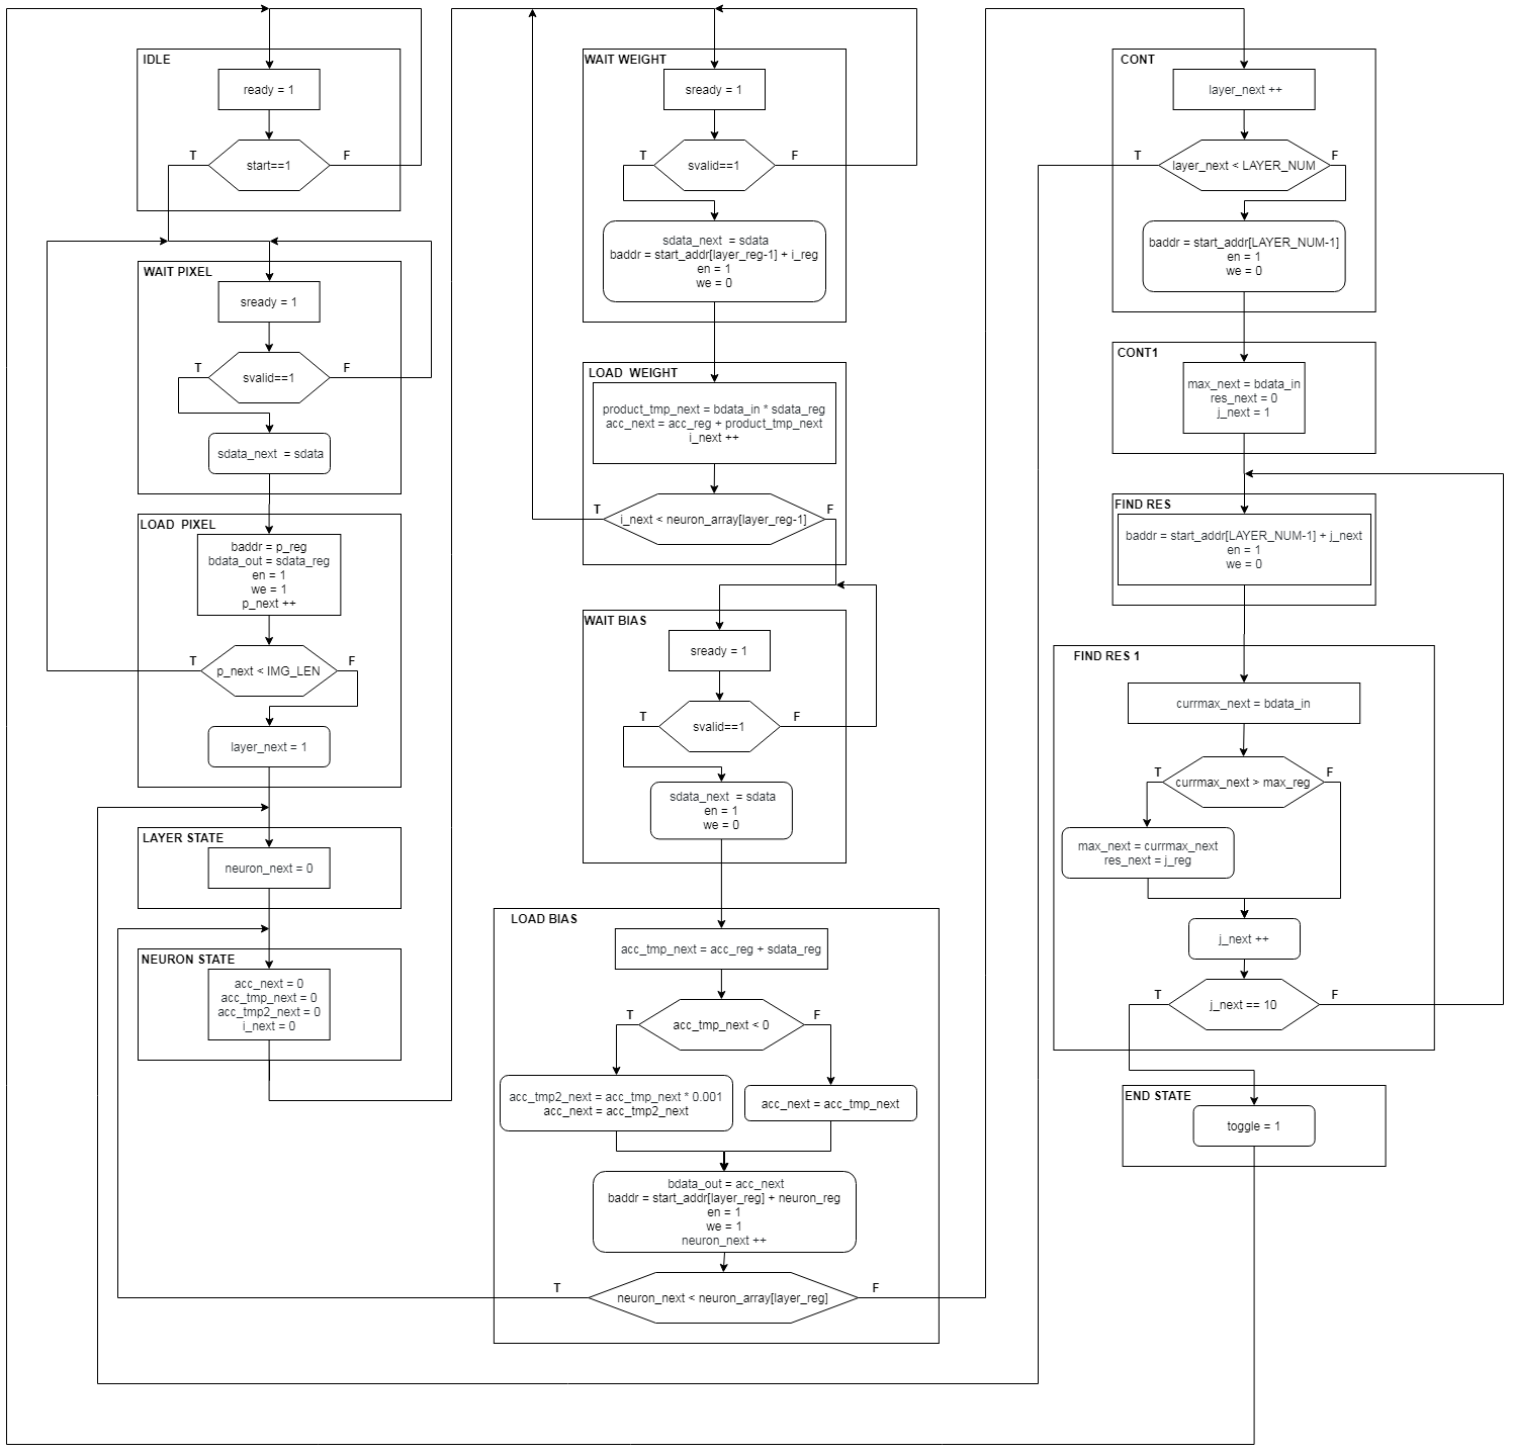 IDLE
ready = 1
T
start==1
F
WAIT PIXEL
sready = 1
T
svalid==1
F
sdata_next = sdata
LOAD PIXEL
baddr = p_reg
bdata_out = sdata_reg
en = 1
we = 1
p_next ++
T
p_next < IMG_LEN
F
layer_next = 1
LAYER STATE
neuron_next = 0
NEURON STATE
acc_next = 0
acc_tmp_next = 0
acc_tmp2_next = 0
i_next = 0
WAIT WEIGHT
sready = 1
T
svalid==1
F
sdata_next = sdata
baddr = start_addr[layer_reg-1] + i_reg
en = 1
we = 0
LOAD WEIGHT
product_tmp_next = bdata_in * sdata_reg
acc_next = acc_reg + product_tmp_next
i_next ++
T
i_next < neuron_array[layer_reg-1]
F
WAIT BIAS
sready = 1
T
svalid==1
F
sdata_next = sdata
en = 1
we = 0
LOAD BIAS
acc_tmp_next = acc_reg + sdata_reg
T
acc_tmp_next < 0
F
acc_tmp2_next = acc_tmp_next * 0.001
acc_next = acc_tmp2_next
acc_next = acc_tmp_next
bdata_out = acc_next
baddr = start_addr[layer_reg] + neuron_reg
en = 1
we = 1
neuron_next ++
T
neuron_next < neuron_array[layer_reg]
F
CONT
layer_next ++
T
layer_next < LAYER_NUM
F
baddr = start_addr[LAYER_NUM-1]
en = 1
we = 0
CONT1
max_next = bdata_in
res_next = 0
j_next = 1
FIND RES
baddr = start_addr[LAYER_NUM-1] + j_next
en = 1
we = 0
FIND RES 1
currmax_next = bdata_in
T
currmax_next > max_reg
F
max_next = currmax_next
res_next = j_reg
j_next ++
T
j_next == 10
F
END STATE
toggle = 1